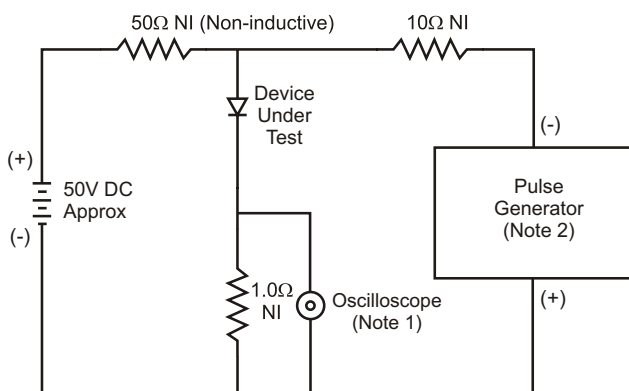 50Ω NI (Non-inductive)
10Ω NI
Device
Under
Test
(+)
50V DC
Approx
(-)
(-)
Pulse
Generator
(Note 2)
(+)
1.0Ω
NI
Oscilloscope
(Note 1)